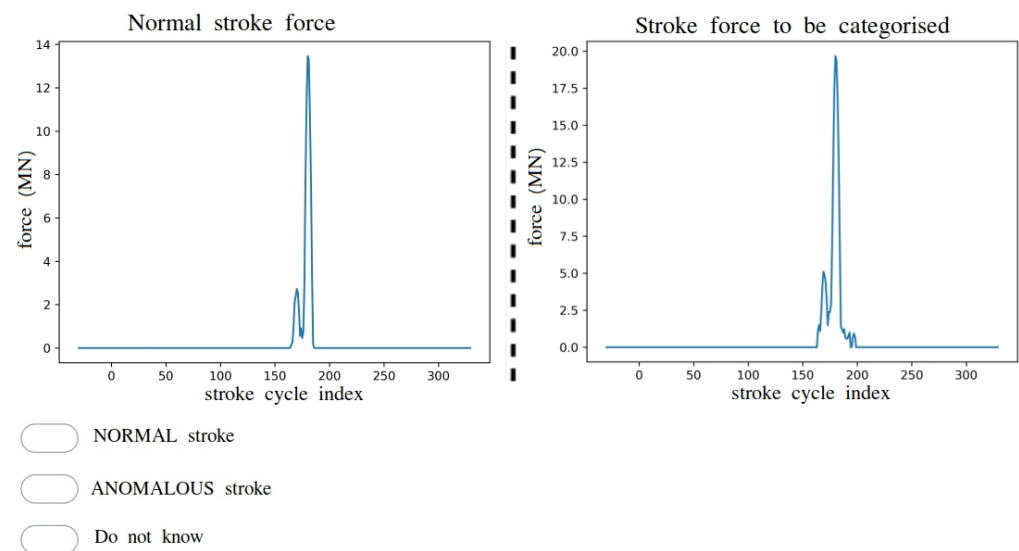 Normal stroke force
14
12
10
8
6
4
2
0
force (MN)
0 50 100 150 200 250 300
stroke cycle index
Stroke force to be categorised
20.0
17.5
15.0
12.5
10.0
7.5
5.0
2.5
0.0
force (MN)
0 50 100 150 200 250 300
stroke cycle index
NORMAL stroke
ANOMALOUS stroke
Do not know